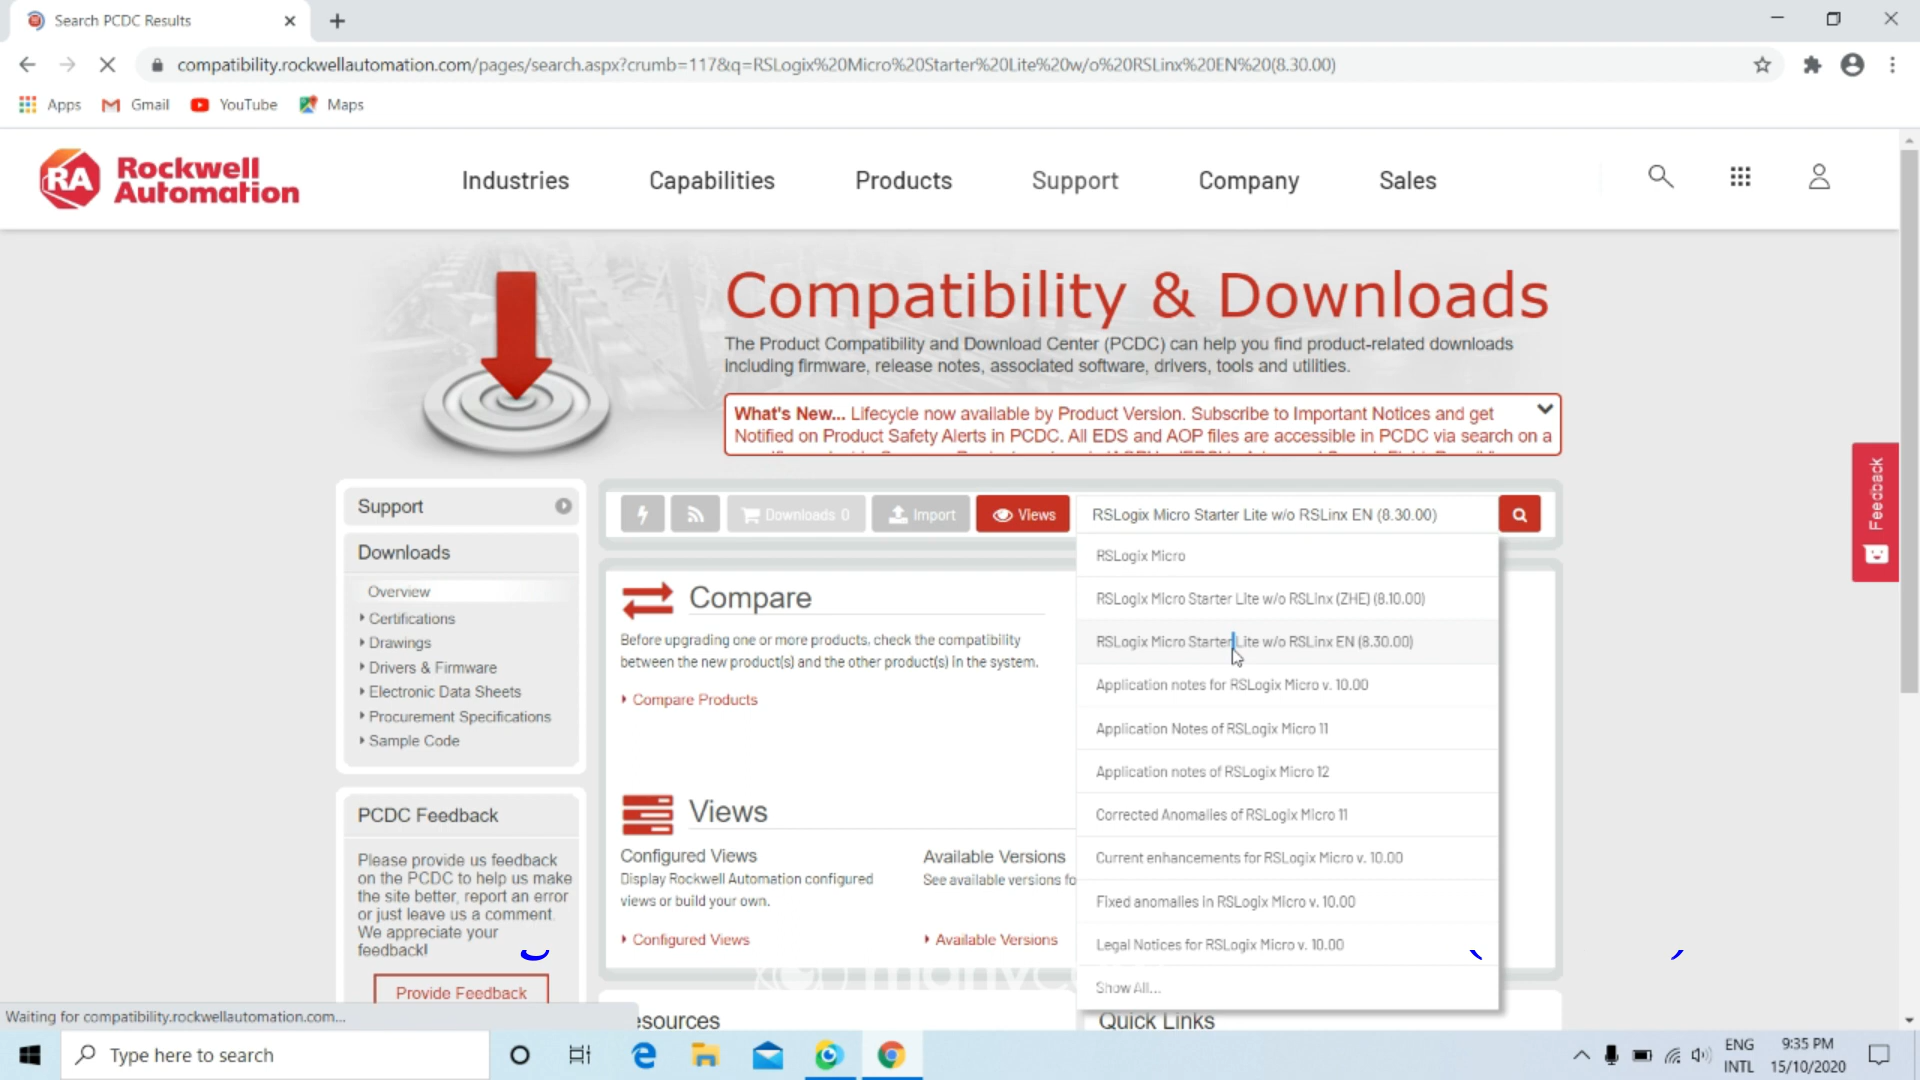 Search PCDC Results
compatibility.rockwellautomation.com/pages/search.aspx?crumb=117&q=RSLogix%20Micro%20Starter%20Lite%20w/o%20RSLinx%20EN%20(8.30.00)
Apps Gmail YouTube Maps
RA Rockwell Automation
Industries Capabilities Products Support Company Sales
Compatibility & Downloads
The Product Compatibility and Download Center (PCDC) can help you find product-related downloads
including firmware, release notes, associated software, drivers, tools and utilities.
What's New... Lifecycle now available by Product Version. Subscribe to Important Notices and get
Notified on Product Safety Alerts in PCDC. All EDS and AOP files are accessible in PCDC via search on a
Feedback
Support
Downloads
Overview
Certifications
Drawings
Drivers & Firmware
Electronic Data Sheets
Procurement Specifications
Sample Code
PCDC Feedback
Please provide us feedback
on the PCDC to help us make
the site better, report an error
or just leave us a comment.
We appreciate your
feedback!
Provide Feedback
Downloads 0 Import Views RSLogix Micro Starter Lite w/o RSLinx EN (8.30.00)
RSLogix Micro
RSLogix Micro Starter Lite w/o RSLinx (ZHE) (8.10.00)
RSLogix Micro Starter Lite w/o RSLinx EN (8.30.00)
Application notes for RSLogix Micro v. 10.00
Application Notes of RSLogix Micro 11
Application notes of RSLogix Micro 12
Corrected Anomalies of RSLogix Micro 11
Current enhancements for RSLogix Micro v. 10.00
Fixed anomalies in RSLogix Micro v. 10.00
Legal Notices for RSLogix Micro v. 10.00
Show All...
Compare
Before upgrading one or more products, check the compatibility
between the new product(s) and the other product(s) in the system.
Compare Products
Views
Configured Views
Display Rockwell Automation configured
views or build your own.
Configured Views
Available Versions
See available versions fo
Available Versions
esources
Quick Links
Waiting for compatibility.rockwellautomation.com...
Type here to search
ENG
INTL
9:35 PM
15/10/2020